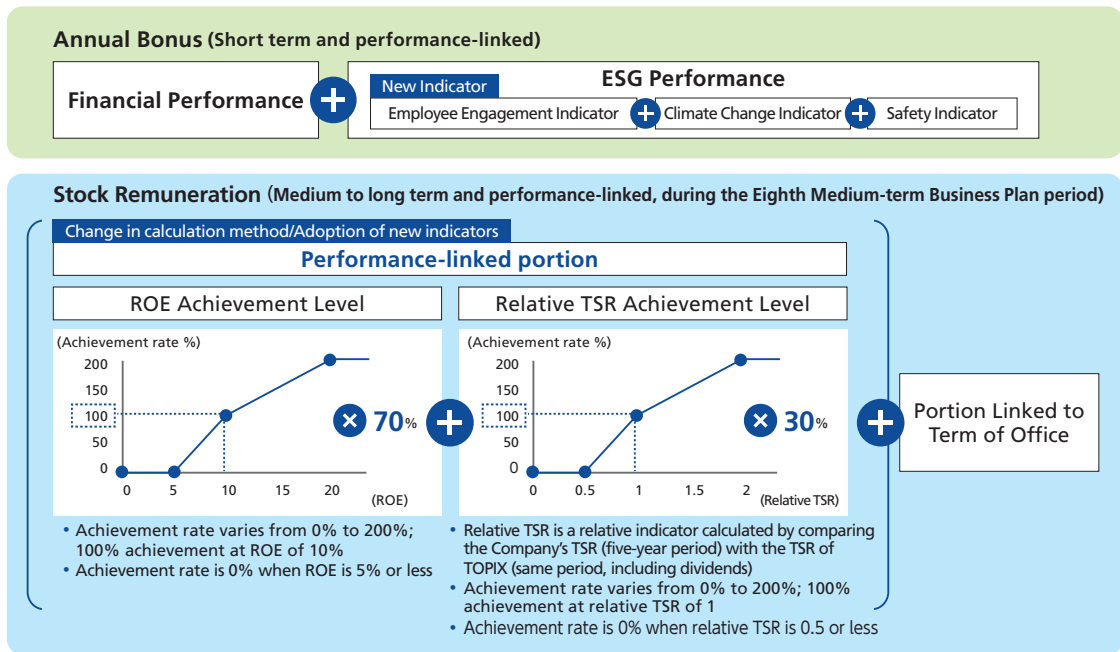 Annual Bonus (Short term and performance-linked)
Financial Performance
+
ESG Performance
New Indicator
Employee Engagement Indicator + Climate Change Indicator + Safety Indicator
Stock Remuneration (Medium to long term and performance-linked, during the Eighth Medium-term Business Plan period)
Change in calculation method/Adoption of new indicators
Performance-linked portion
ROE Achievement Level
(Achievement rate %)
200
150
100
50
0
0 5 10 15 20
(ROE)
× 70%
• Achievement rate varies from 0% to 200%;
100% achievement at ROE of 10%
• Achievement rate is 0% when ROE is 5% or less
+
Relative TSR Achievement Level
(Achievement rate %)
200
150
100
50
0
0 0.5 1 1.5 2
(Relative TSR)
× 30%
• Relative TSR is a relative indicator calculated by comparing
the Company's TSR (five-year period) with the TSR of
TOPIX (same period, including dividends)
• Achievement rate varies from 0% to 200%; 100%
achievement at relative TSR of 1
• Achievement rate is 0% when relative TSR is 0.5 or less
+
Portion Linked to
Term of Office